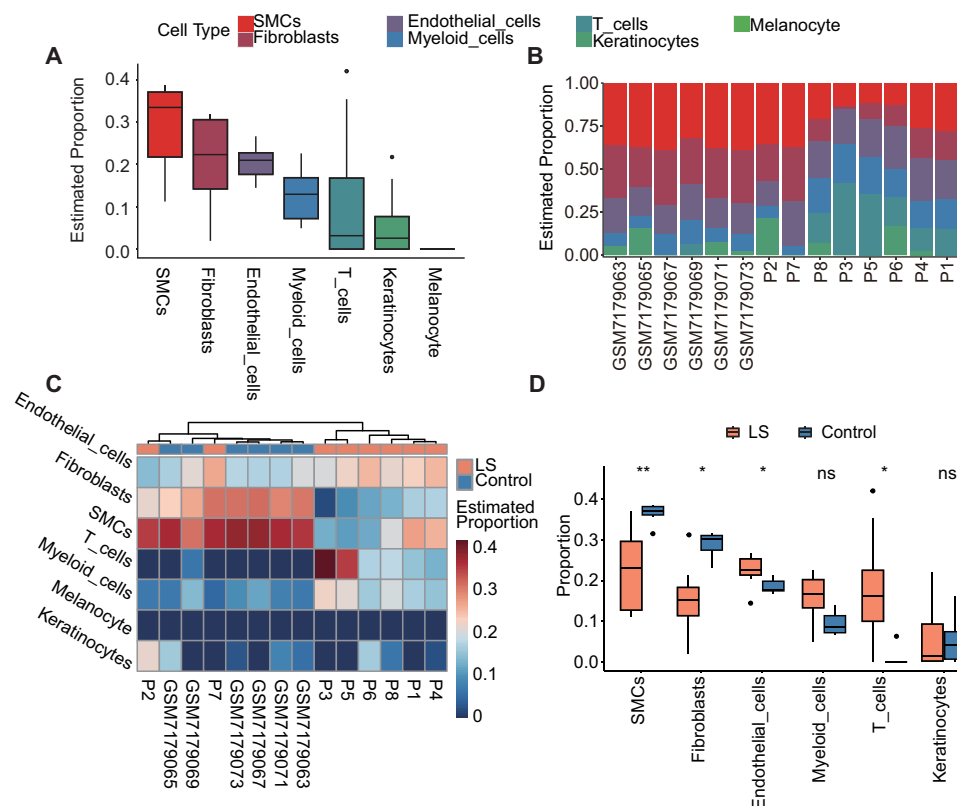 Cell Type
SMCs
Fibroblasts
Endothelial_cells
Myeloid_cells
T_cells
Keratinocytes
Melanocyte
A
Estimated Proportion
0.4
0.3
0.2
0.1
0.0
SMCs
Fibroblasts
Endothelial_cells
Myeloid_cells
T_cells
Keratinocytes
Melanocyte
B
Estimated Proportion
1.00
0.75
0.50
0.25
0.00
GSM7179063
GSM7179065
GSM7179067
GSM7179069
GSM7179071
GSM7179073
P2
P7
P8
P3
P5
P6
P4
P1
C
Endothelial_cells
Fibroblasts
SMCs
T_cells
Myeloid_cells
Melanocyte
Keratinocytes
P2
GSM7179065
GSM7179069
P7
GSM7179073
GSM7179067
GSM7179071
GSM7179063
P3
P5
P6
P8
P1
P4
LS
Control
Estimated
Proportion
0.4
0.3
0.2
0.1
0
D
LS
Control
** * * ns * ns
Proportion
0.4
0.3
0.2
0.1
0.0
SMCs
Fibroblasts
Endothelial_cells
Myeloid_cells
T_cells
Keratinocytes